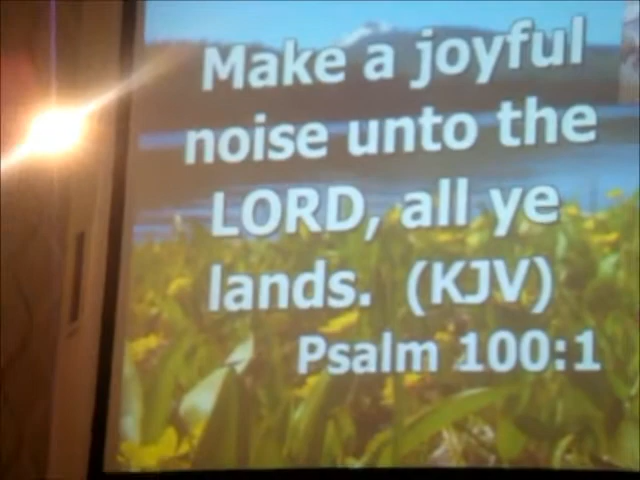 Make a joyful
noise unto the
LORD, all ye
lands. (KJV)
Psalm 100:1